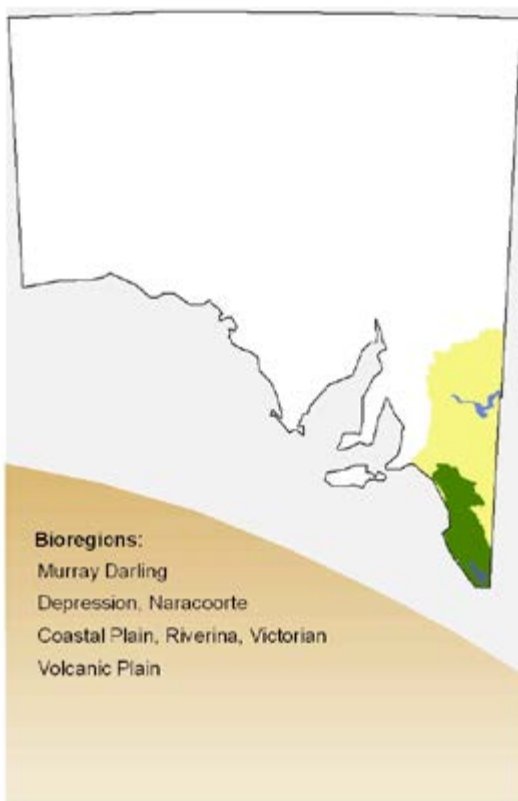 Bioregions:
Murray Darling
Depression, Naracoorte
Coastal Plain, Riverina, Victorian
Volcanic Plain